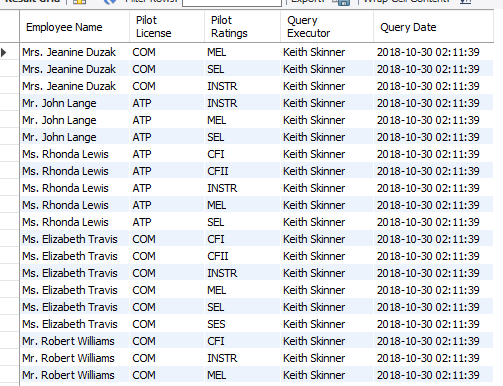 Result Grid Filter Rows: Export: Wrap Cell Content:
Employee Name Pilot License Pilot Ratings Query Executor Query Date
Mrs. Jeanine Duzak COM MEL Keith Skinner 2018-10-30 02:11:39
Mrs. Jeanine Duzak COM SEL Keith Skinner 2018-10-30 02:11:39
Mrs. Jeanine Duzak COM INSTR Keith Skinner 2018-10-30 02:11:39
Mr. John Lange ATP INSTR Keith Skinner 2018-10-30 02:11:39
Mr. John Lange ATP MEL Keith Skinner 2018-10-30 02:11:39
Mr. John Lange ATP SEL Keith Skinner 2018-10-30 02:11:39
Ms. Rhonda Lewis ATP CFI Keith Skinner 2018-10-30 02:11:39
Ms. Rhonda Lewis ATP CFII Keith Skinner 2018-10-30 02:11:39
Ms. Rhonda Lewis ATP INSTR Keith Skinner 2018-10-30 02:11:39
Ms. Rhonda Lewis ATP MEL Keith Skinner 2018-10-30 02:11:39
Ms. Rhonda Lewis ATP SEL Keith Skinner 2018-10-30 02:11:39
Ms. Elizabeth Travis COM CFI Keith Skinner 2018-10-30 02:11:39
Ms. Elizabeth Travis COM CFII Keith Skinner 2018-10-30 02:11:39
Ms. Elizabeth Travis COM INSTR Keith Skinner 2018-10-30 02:11:39
Ms. Elizabeth Travis COM MEL Keith Skinner 2018-10-30 02:11:39
Ms. Elizabeth Travis COM SEL Keith Skinner 2018-10-30 02:11:39
Ms. Elizabeth Travis COM SES Keith Skinner 2018-10-30 02:11:39
Mr. Robert Williams COM CFI Keith Skinner 2018-10-30 02:11:39
Mr. Robert Williams COM INSTR Keith Skinner 2018-10-30 02:11:39
Mr. Robert Williams COM MEL Keith Skinner 2018-10-30 02:11:39